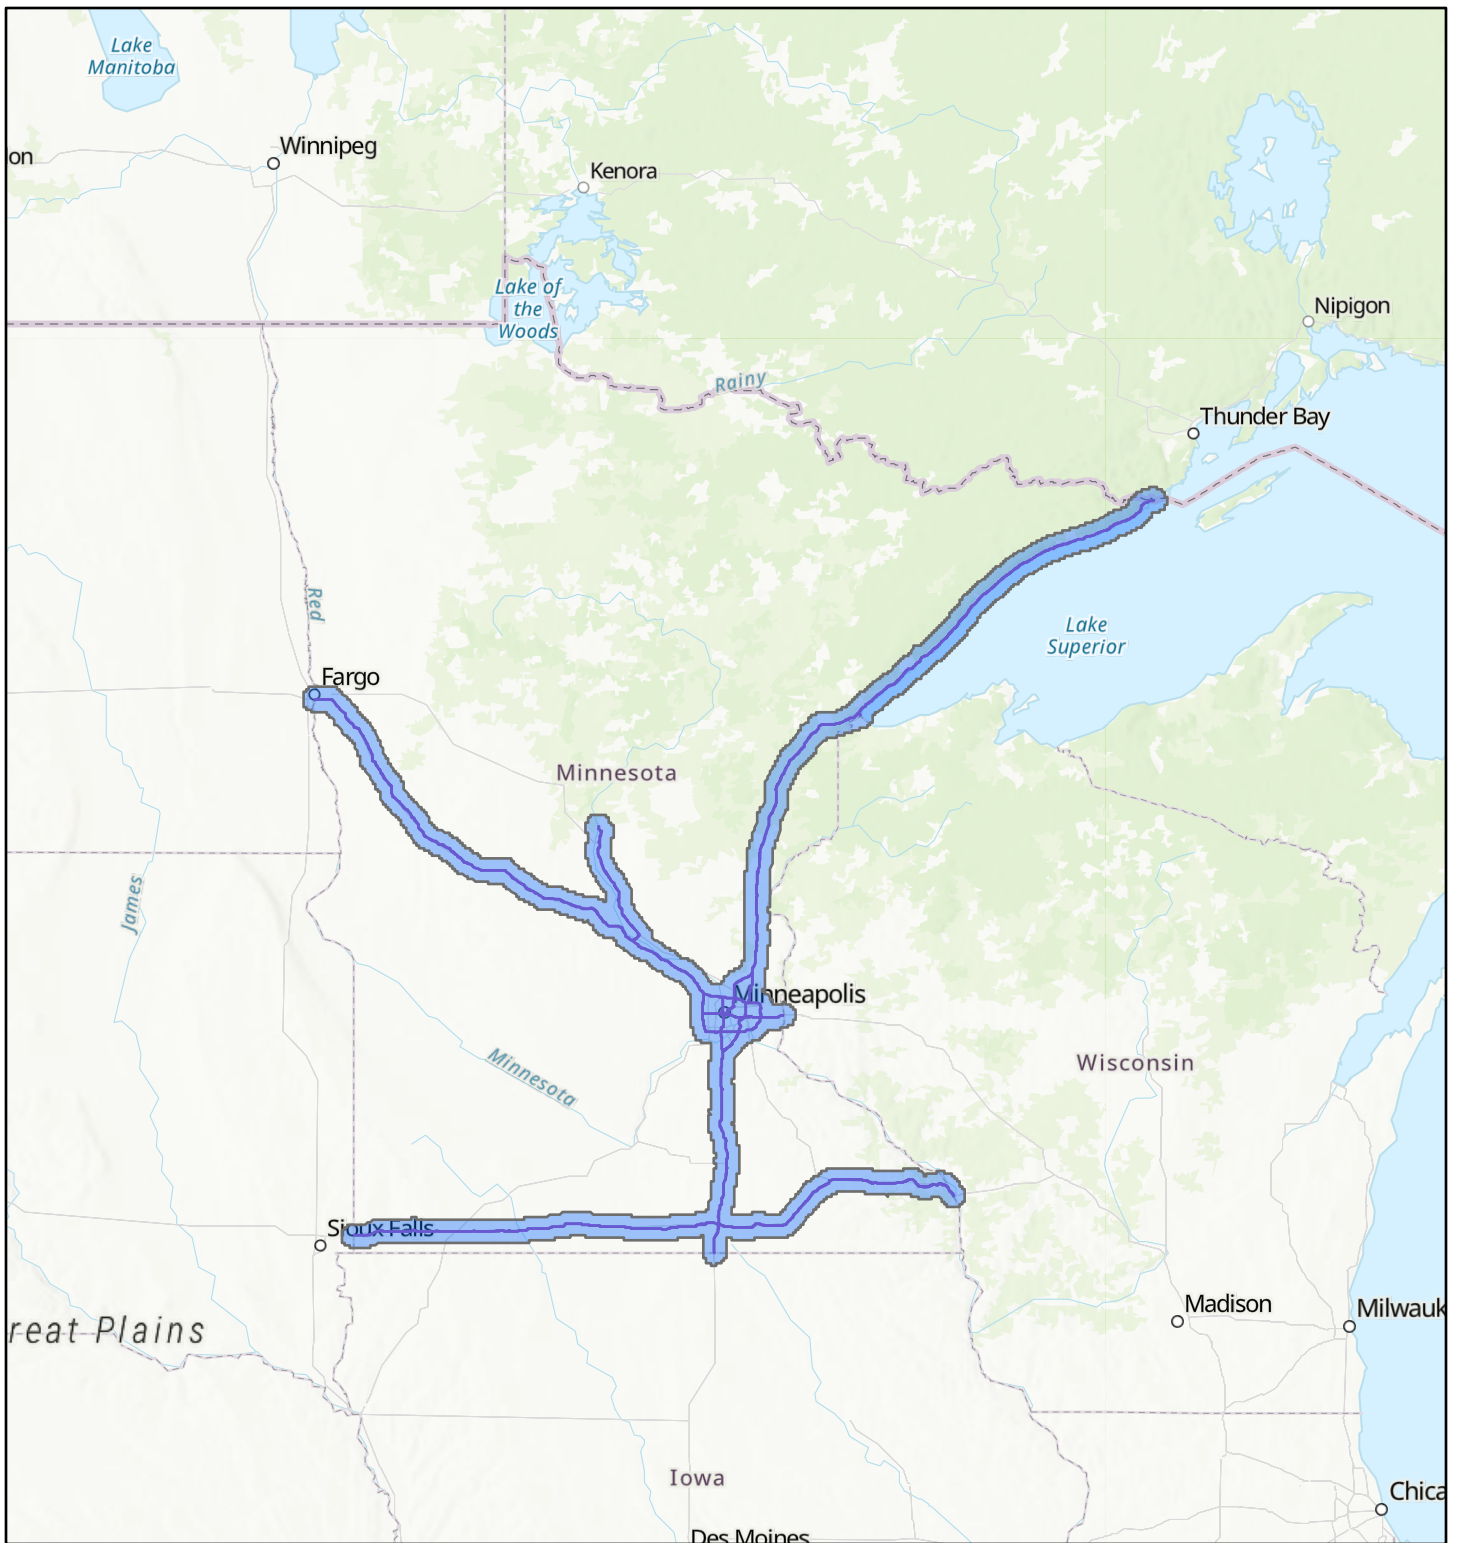 Lake
Manitoba
Winnipeg
on
Kenora
Lake of
the
Woods
Nipigon
Rainy
Thunder Bay
Red
Lake
Superior
Fargo
Minnesota
James
Minneapolis
Minnesota
Wisconsin
Sioux Falls
Madison
Milwauk
reat Plains
Iowa
Chica
Des Moines